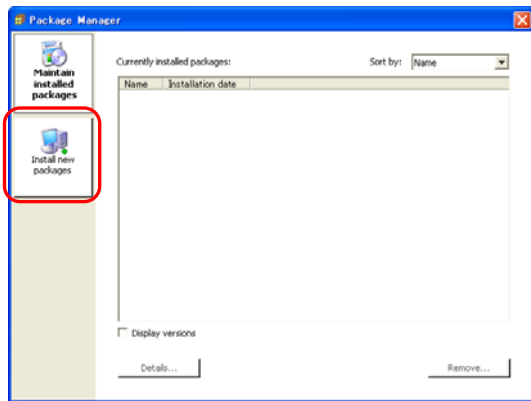 Package Manager
Maintain
installed
packages
Install new
packages
Currently installed packages:
Sort by:
Name
Name
Installation date
Display versions
Details...
Remove...